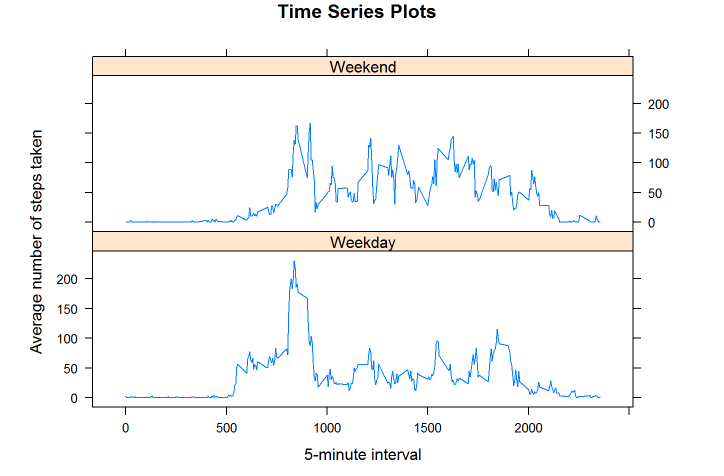 Time Series Plots
Weekend
200
150
100
50
0
Average number of steps taken
Weekday
200
150
100
50
0
0 500 1000 1500 2000
5-minute interval